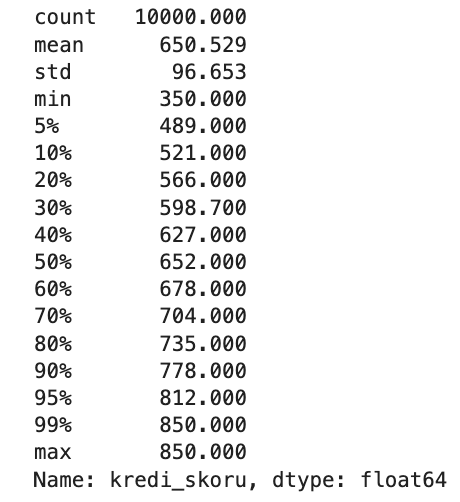 count 10000.000
mean 650.529
std 96.653
min 350.000
5% 489.000
10% 521.000
20% 566.000
30% 598.700
40% 627.000
50% 652.000
60% 678.000
70% 704.000
80% 735.000
90% 778.000
95% 812.000
99% 850.000
max 850.000
Name: kredi_skoru, dtype: float64